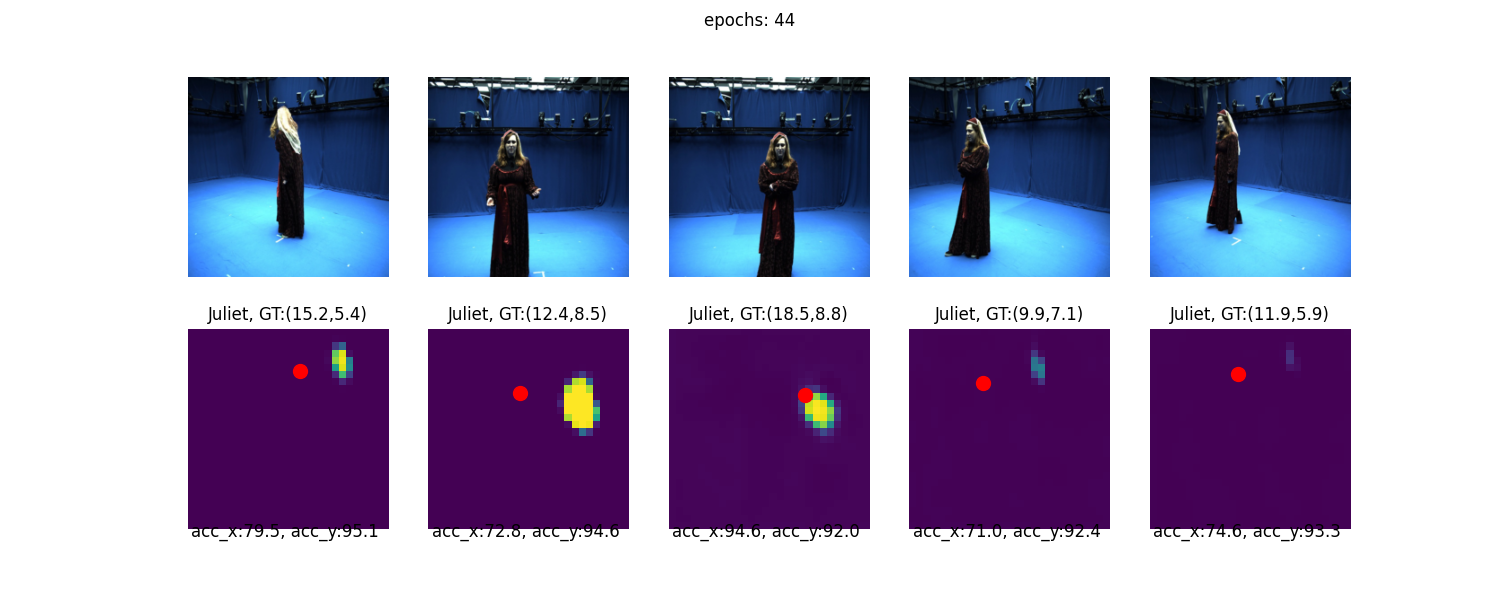 epochs: 44
Juliet, GT:(15.2,5.4)
Juliet, GT:(12.4,8.5)
Juliet, GT:(18.5,8.8)
Juliet, GT:(9.9,7.1)
Juliet, GT:(11.9,5.9)
acc_x:79.5, acc_y:95.1
acc_x:72.8, acc_y:94.6
acc_x:94.6, acc_y:92.0
acc_x:71.0, acc_y:92.4
acc_x:74.6, acc_y:93.3